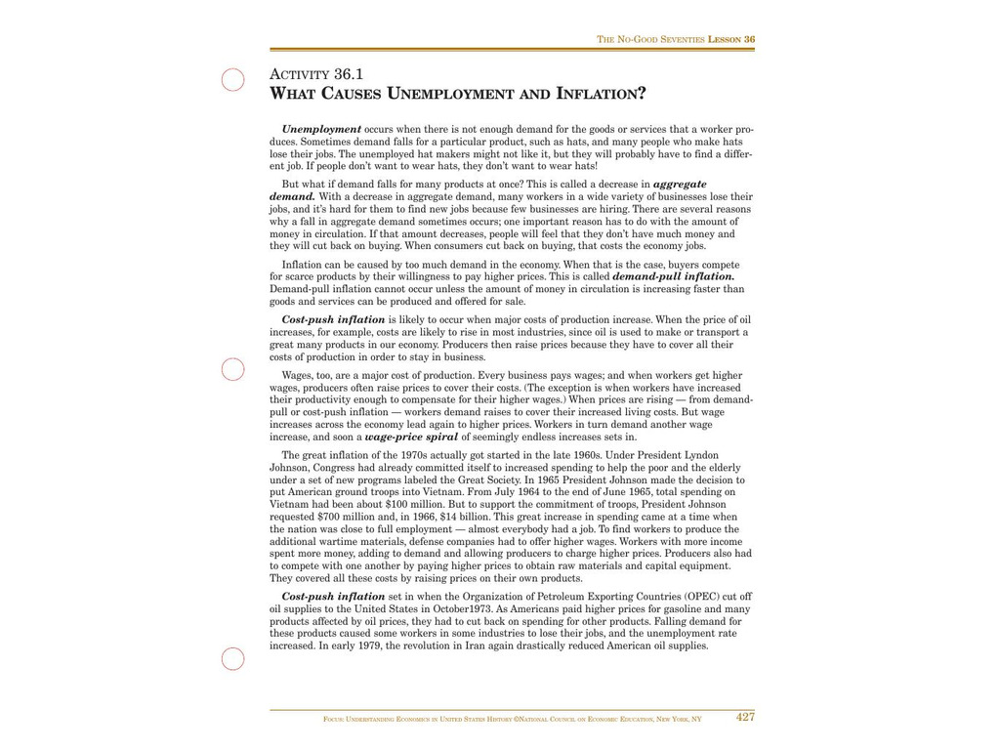 The No-Good Seventies Lesson 36
Activity 36.1
What Causes Unemployment and Inflation?
Unemployment occurs when there is not enough demand for the goods or services that a worker pro-
duces. Sometimes demand falls for a particular product, such as hats, and many people who make hats
lose their jobs. The unemployed hat makers might not like it, but they will probably have to find a differ-
ent job. If people don't want to wear hats, they don't want to wear hats!
But what if demand falls for many products at once? This is called a decrease in aggregate
demand. With a decrease in aggregate demand, many workers in a wide variety of businesses lose their
jobs, and it's hard for them to find new jobs because few businesses are hiring. There are several reasons
why a fall in aggregate demand sometimes occurs; one important reason has to do with the amount of
money in circulation. If that amount decreases, people will feel that they don't have much money and
they will cut back on buying. When consumers cut back on buying, that costs the economy jobs.
Inflation can be caused by too much demand in the economy. When that is the case, buyers compete
for scarce products by their willingness to pay higher prices. This is called demand-pull inflation.
Demand-pull inflation cannot occur unless the amount of money in circulation is increasing faster than
goods and services can be produced and offered for sale.
Cost-push inflation is likely to occur when major costs of production increase. When the price of oil
increases, for example, costs are likely to rise in most industries, since oil is used to make or transport a
great many products in our economy. Producers then raise prices because they have to cover all their
costs of production in order to stay in business.
Wages, too, are a major cost of production. Every business pays wages; and when workers get higher
wages, producers often raise prices to cover their costs. (The exception is when workers have increased
their productivity enough to compensate for their higher wages.) When prices are rising — from demand-
pull or cost-push inflation — workers demand raises to cover their increased living costs. But wage
increases across the economy lead again to higher prices. Workers in turn demand another wage
increase, and soon a wage-price spiral of seemingly endless increases sets in.
The great inflation of the 1970s actually got started in the late 1960s. Under President Lyndon
Johnson, Congress had already committed itself to increased spending to help the poor and the elderly
under a set of new programs labeled the Great Society. In 1965 President Johnson made the decision to
put American ground troops into Vietnam. From July 1964 to the end of June 1965, total spending on
Vietnam had been about $100 million. But to support the commitment of troops, President Johnson
requested $700 million and, in 1966, $14 billion. This great increase in spending came at a time when
the nation was close to full employment — almost everybody had a job. To find workers to produce the
additional wartime materials, defense companies had to offer higher wages. Workers with more income
spent more money, adding to demand and allowing producers to charge higher prices. Producers also had
to compete with one another by paying higher prices to obtain raw materials and capital equipment.
They covered all these costs by raising prices on their own products.
Cost-push inflation set in when the Organization of Petroleum Exporting Countries (OPEC) cut off
oil supplies to the United States in October1973. As Americans paid higher prices for gasoline and many
products affected by oil prices, they had to cut back on spending for other products. Falling demand for
these products caused some workers in some industries to lose their jobs, and the unemployment rate
increased. In early 1979, the revolution in Iran again drastically reduced American oil supplies.
Focus: Understanding Economics in United States History ©National Council on Economic Education, New York, NY 427